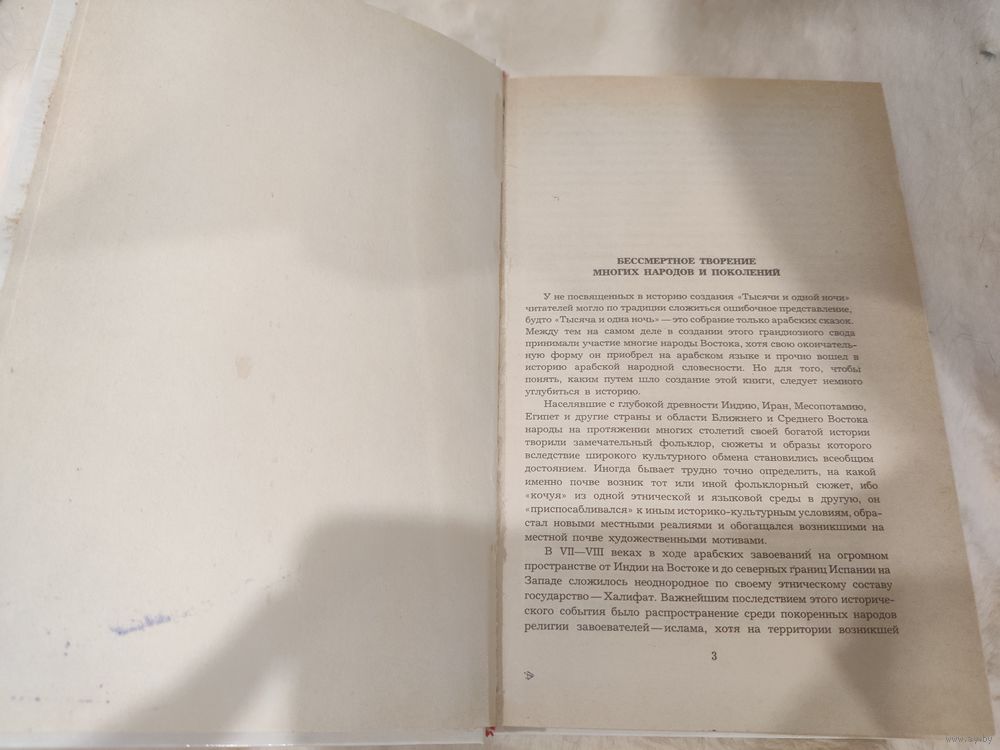 БЕССМЕРТНОЕ ТВОРЕНИЕ
МНОГИХ НАРОДОВ И ПОКОЛЕНИЙ
У не посвященных в историю создания «Тысячи и одной ночи»
читателей могло по традиции сложиться ошибочное представление,
будто «Тысяча и одна ночь» — это собрание только арабских сказок.
Между тем на самом деле в создании этого грандиозного свода
принимали участие многие народы Востока, хотя свою окончатель-
ную форму он приобрел на арабском языке и прочно вошел в
историю арабской народной словесности. Но для того, чтобы
понять, каким путем шло создание этой книги, следует немного
углубиться в историю.
Населявшие с глубокой древности Индию, Иран, Месопотамию,
Египет и другие страны и области Ближнего и Среднего Востока
народы на протяжении многих столетий своей богатой истории
творили замечательный фольклор, сюжеты и образы которого
вследствие широкого культурного обмена становились всеобщим
достоянием. Иногда бывает трудно точно определить, на какой
именно почве возник тот или иной фольклорный сюжет, ибо
«кочуя» из одной этнической и языковой среды в другую, он
«приспосабливался» к иным историко-культурным условиям, обра-
стал новыми местными реалиями и обогащался возникшими на
местной почве художественными мотивами.
В VII—VIII веках в ходе арабских завоеваний на огромном
пространстве от Индии на Востоке и до северных границ Испании на
Западе сложилось неоднородное по своему этническому составу
государство — Халифат. Важнейшим последствием этого историче-
ского события было распространение среди покоренных народов
религии завоевателей — ислама, хотя на территории возникшей
3
www.ay.by